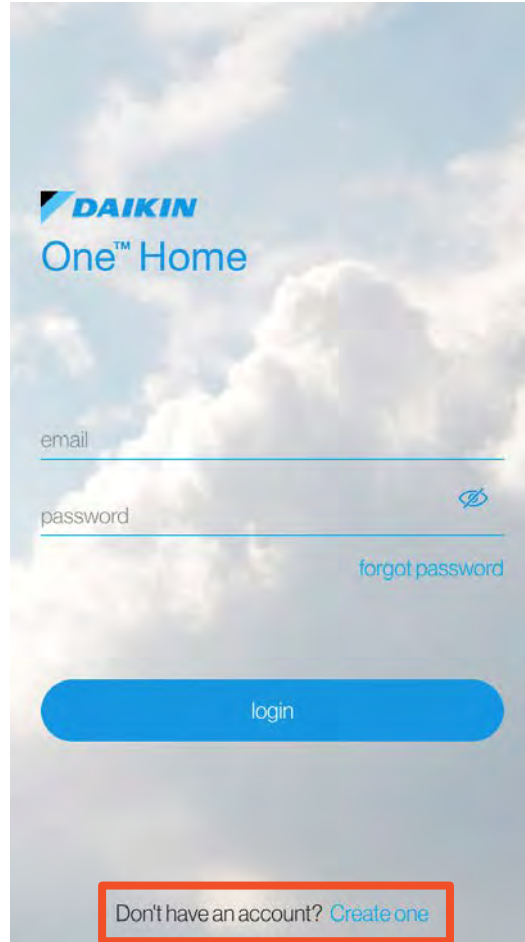 DAIKIN
One™ Home
email
password
forgot password
login
Don't have an account? Create one